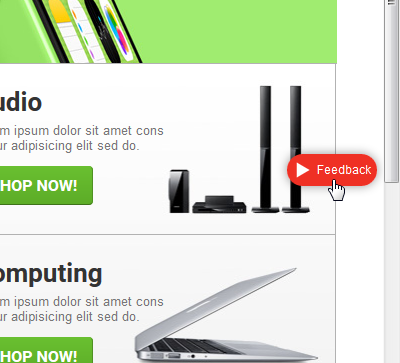 udio
m ipsum dolor sit amet cons
ur adipisicing elit sed do.
HOP NOW!
Feedback
omputing
m ipsum dolor sit amet cons
ur adipisicing elit sed do.
HOP NOW!